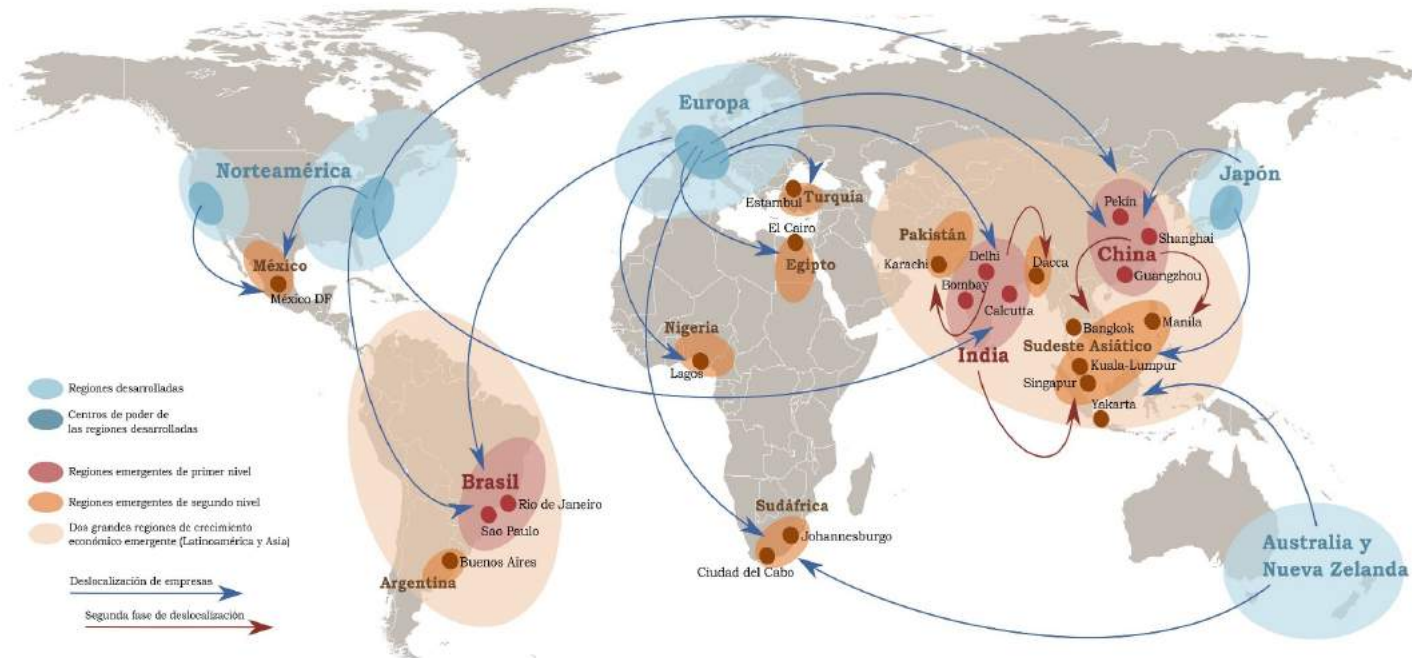 Europa
Norteamérica
Japón
Turquía
Estambul
El Cairo
Egipto
Pekín
Shanghai
China
Guangzhou
Pakistán
Karachi
Delhi
Dacca
Bombay
Calcutta
India
México
México DF
Nigeria
Lagos
Bangkok
Manila
Sudeste Asiático
Kuala-Lumpur
Singapur
Yakarta
Regiones desarrolladas
Centros de poder de
las regiones desarrolladas
Regiones emergentes de primer nivel
Regiones emergentes de segundo nivel
Dos grandes regiones de crecimiento
económico emergente (Latinoamérica y Asia)
Deslocalización de empresas
Segunda fase de deslocalización
Brasil
Rio de Janeiro
Sao Paulo
Buenos Aires
Argentina
Sudáfrica
Johannesburgo
Ciudad del Cabo
Australia y
Nueva Zelanda